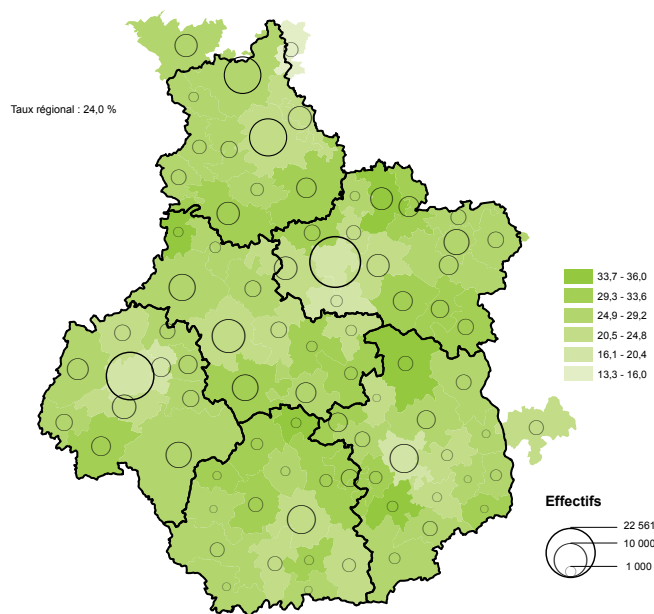 Taux régional : 24,0 %
33,7 - 36,0
29,3 - 33,6
24,9 - 29,2
20,5 - 24,8
16,1 - 20,4
13,3 - 16,0
Effectifs
22 561
10 000
1 000